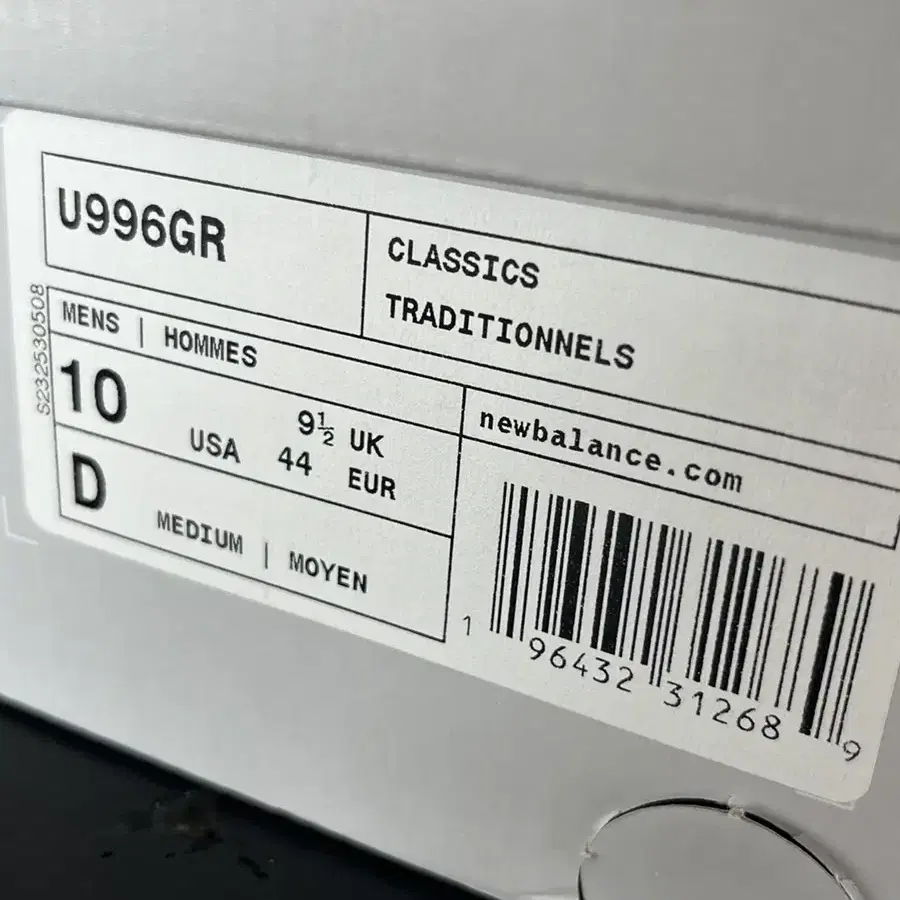 U996GR
CLASSICS
TRADITIONNELS
S232530508
MENS | HOMMES
10
9½ UK
USA 44 EUR
D
MEDIUM | MOYEN
newbalance.com
1 96432 31268 9